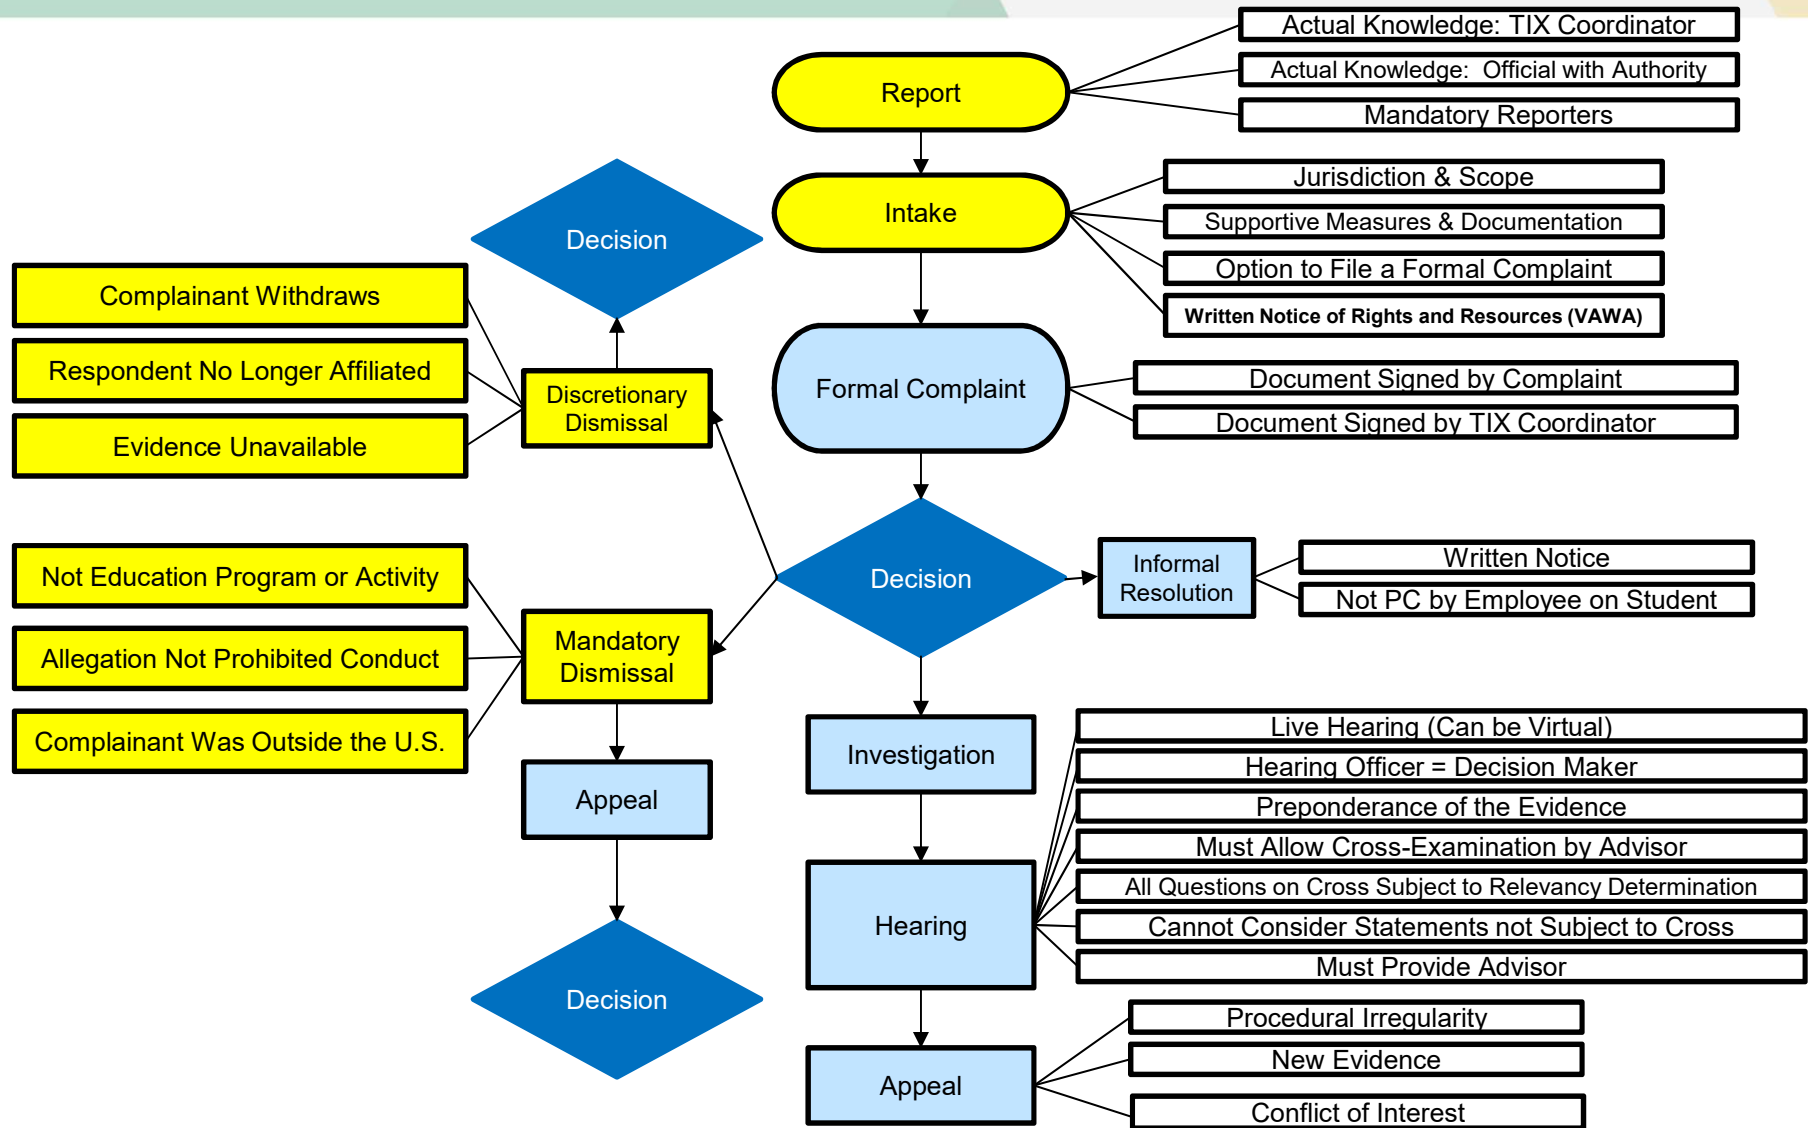 Actual Knowledge: TIX Coordinator
Actual Knowledge: Official with Authority
Mandatory Reporters
Report
Jurisdiction & Scope
Supportive Measures & Documentation
Option to File a Formal Complaint
Written Notice of Rights and Resources (VAWA)
Intake
Decision
Complainant Withdraws
Respondent No Longer Affiliated
Evidence Unavailable
Discretionary
Dismissal
Formal Complaint
Document Signed by Complaint
Document Signed by TIX Coordinator
Not Education Program or Activity
Allegation Not Prohibited Conduct
Complainant Was Outside the U.S.
Mandatory
Dismissal
Decision
Informal
Resolution
Written Notice
Not PC by Employee on Student
Appeal
Decision
Investigation
Hearing
Live Hearing (Can be Virtual)
Hearing Officer = Decision Maker
Preponderance of the Evidence
Must Allow Cross-Examination by Advisor
All Questions on Cross Subject to Relevancy Determination
Cannot Consider Statements not Subject to Cross
Must Provide Advisor
Appeal
Procedural Irregularity
New Evidence
Conflict of Interest